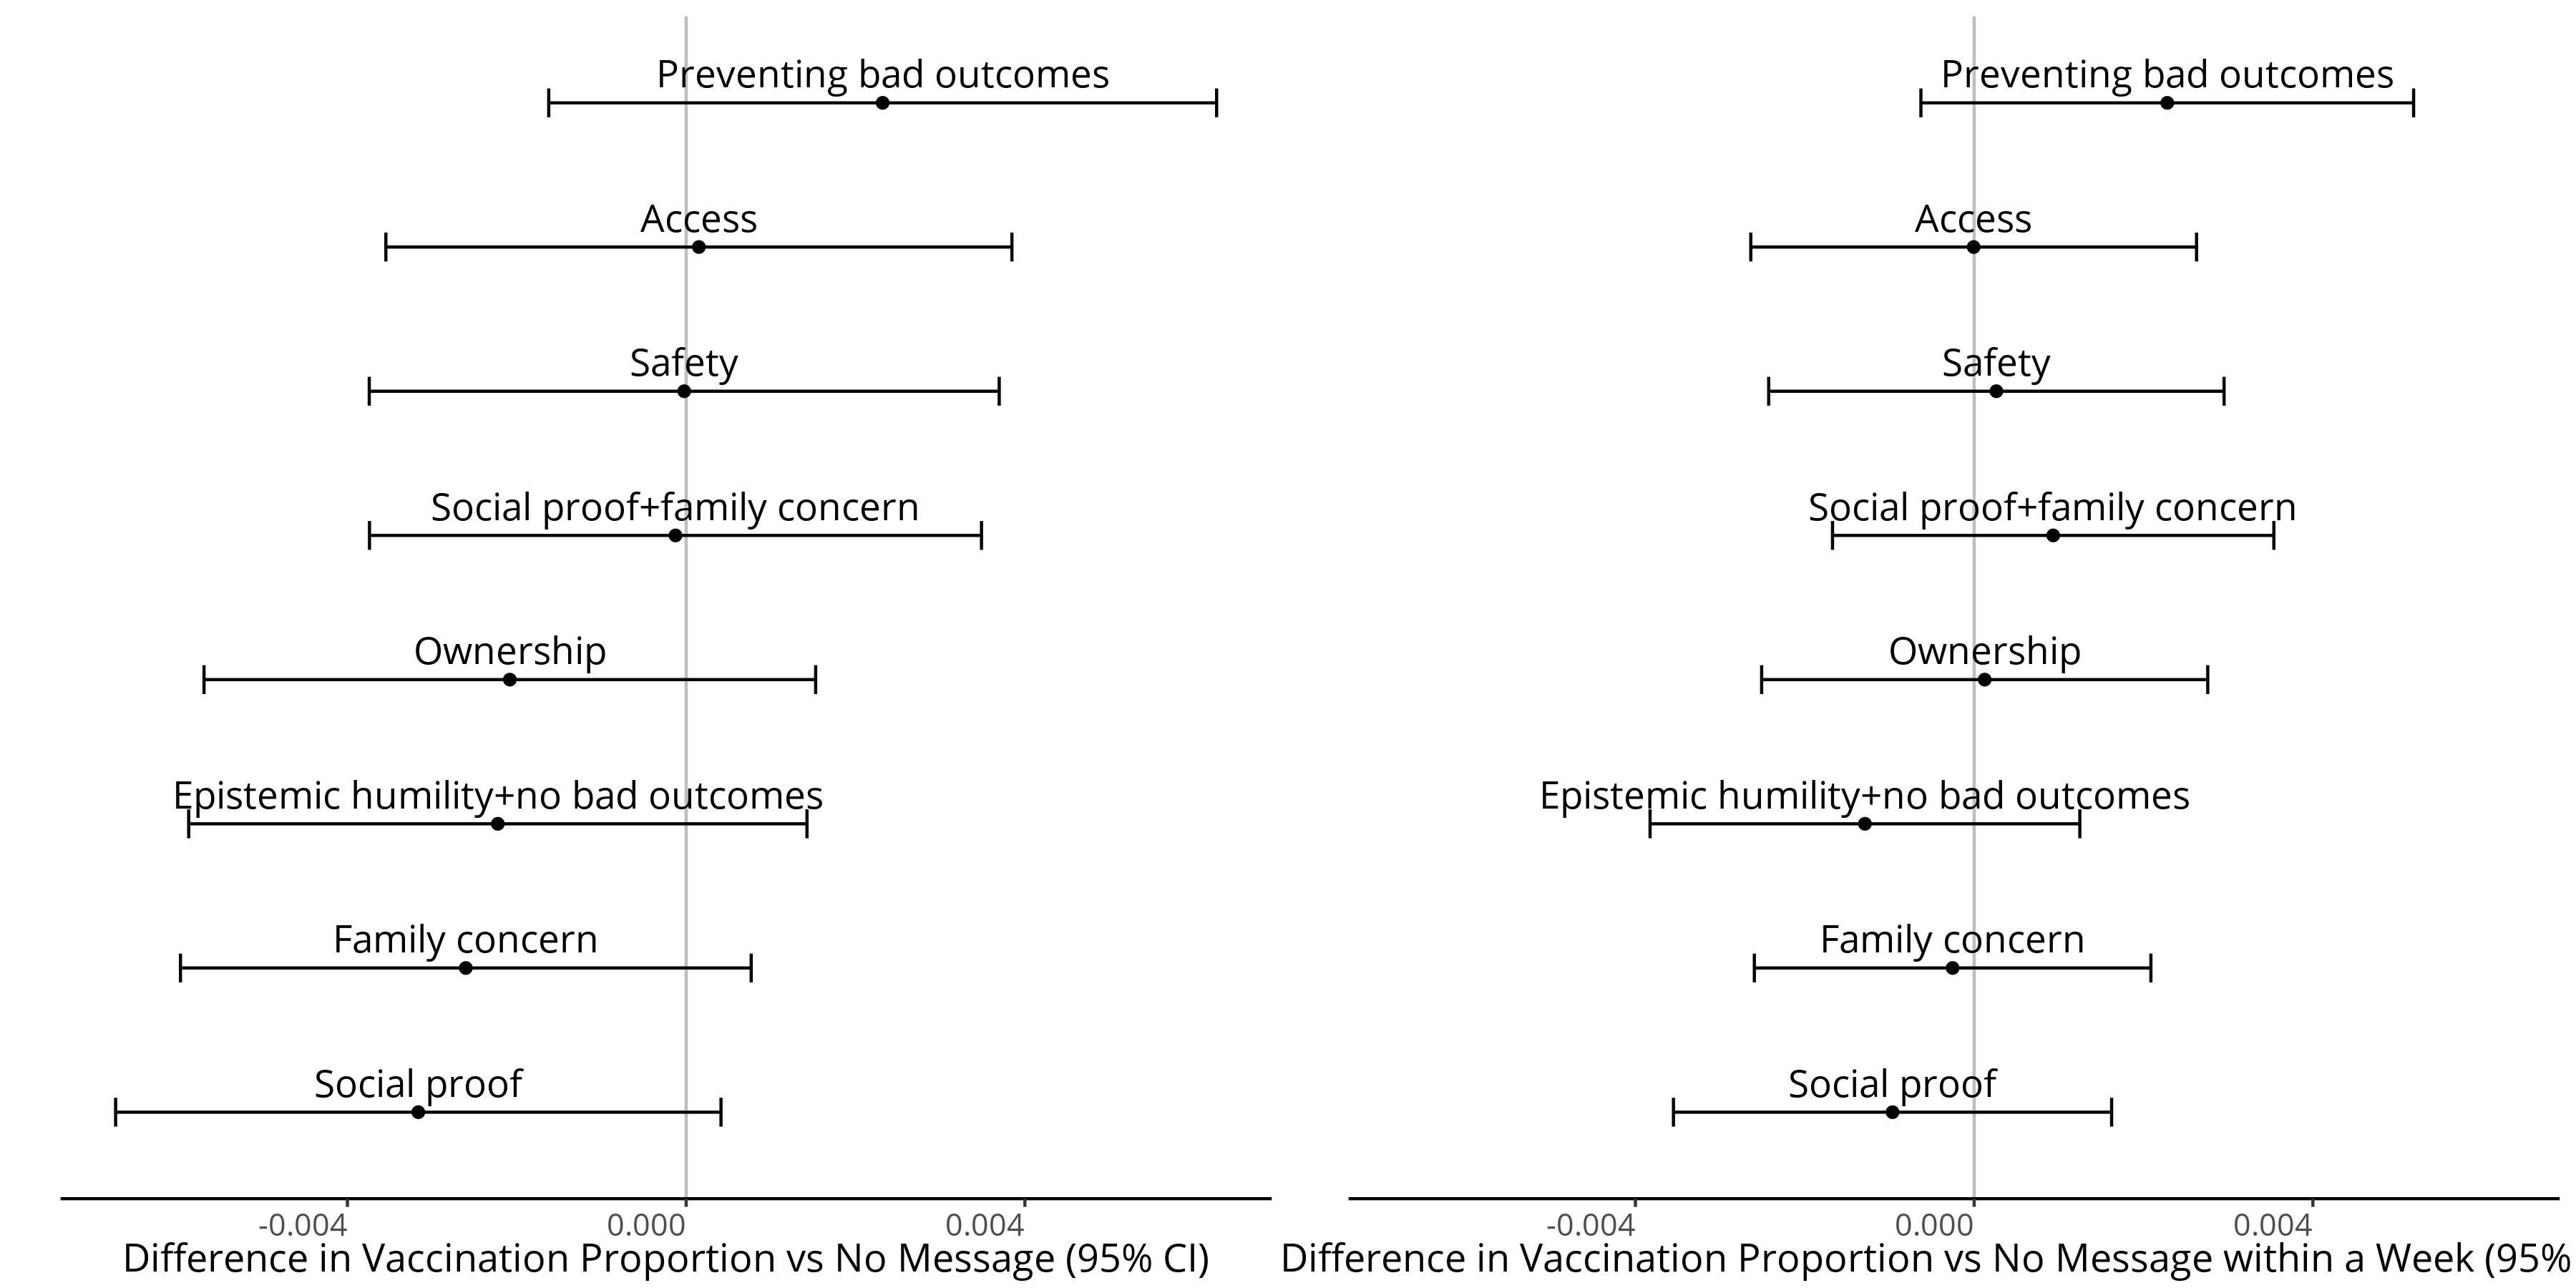 Preventing bad outcomes
Access
Safety
Social proof+family concern
Ownership
Epistemic humility+no bad outcomes
Family concern
Social proof
-0.004 0.000 0.004
Difference in Vaccination Proportion vs No Message (95% CI)
Preventing bad outcomes
Access
Safety
Social proof+family concern
Ownership
Epistemic humility+no bad outcomes
Family concern
Social proof
-0.004 0.000 0.004
Difference in Vaccination Proportion vs No Message within a Week (95%